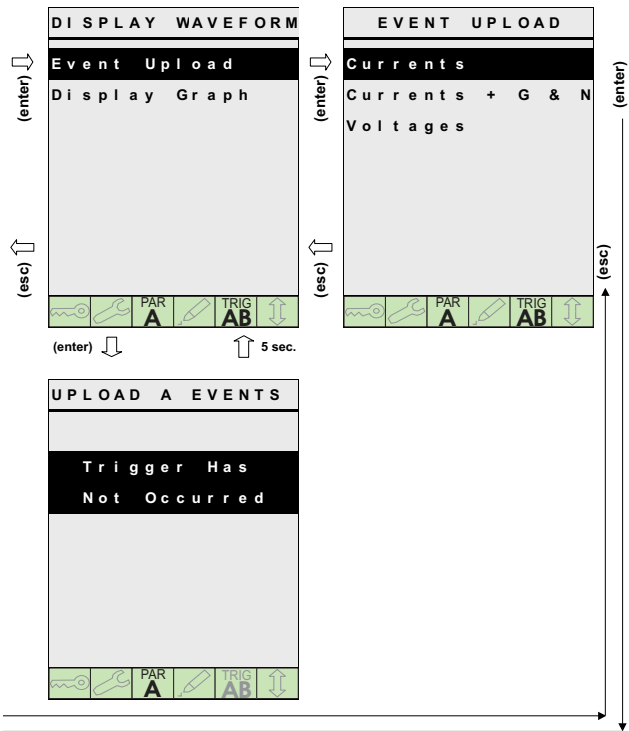 DISPLAY WAVEFORM
Event Upload
Display Graph
(enter)
(esc)
PAR
A
TRIG
AB
EVENT UPLOAD
Currents
Currents + G & N
Voltages
(enter)
(esc)
PAR
A
TRIG
AB
(enter)
(esc)
(enter)
5 sec.
UPLOAD A EVENTS
Trigger Has
Not Occurred
PAR
A
TRIG
AB